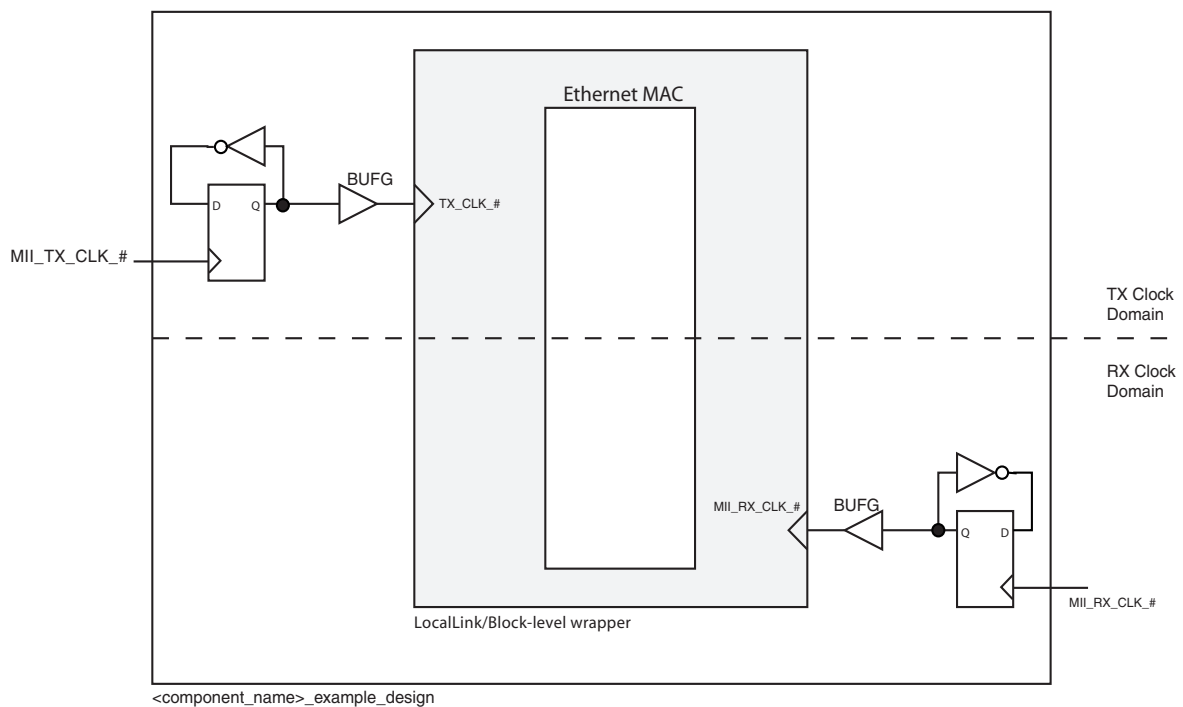 Ethernet MAC
BUFG
D Q
TX_CLK_#
MII_TX_CLK_#
TX Clock
Domain
RX Clock
Domain
MII_RX_CLK_#
BUFG
Q D
MII_RX_CLK_#
LocalLink/Block-level wrapper
<component_name>_example_design